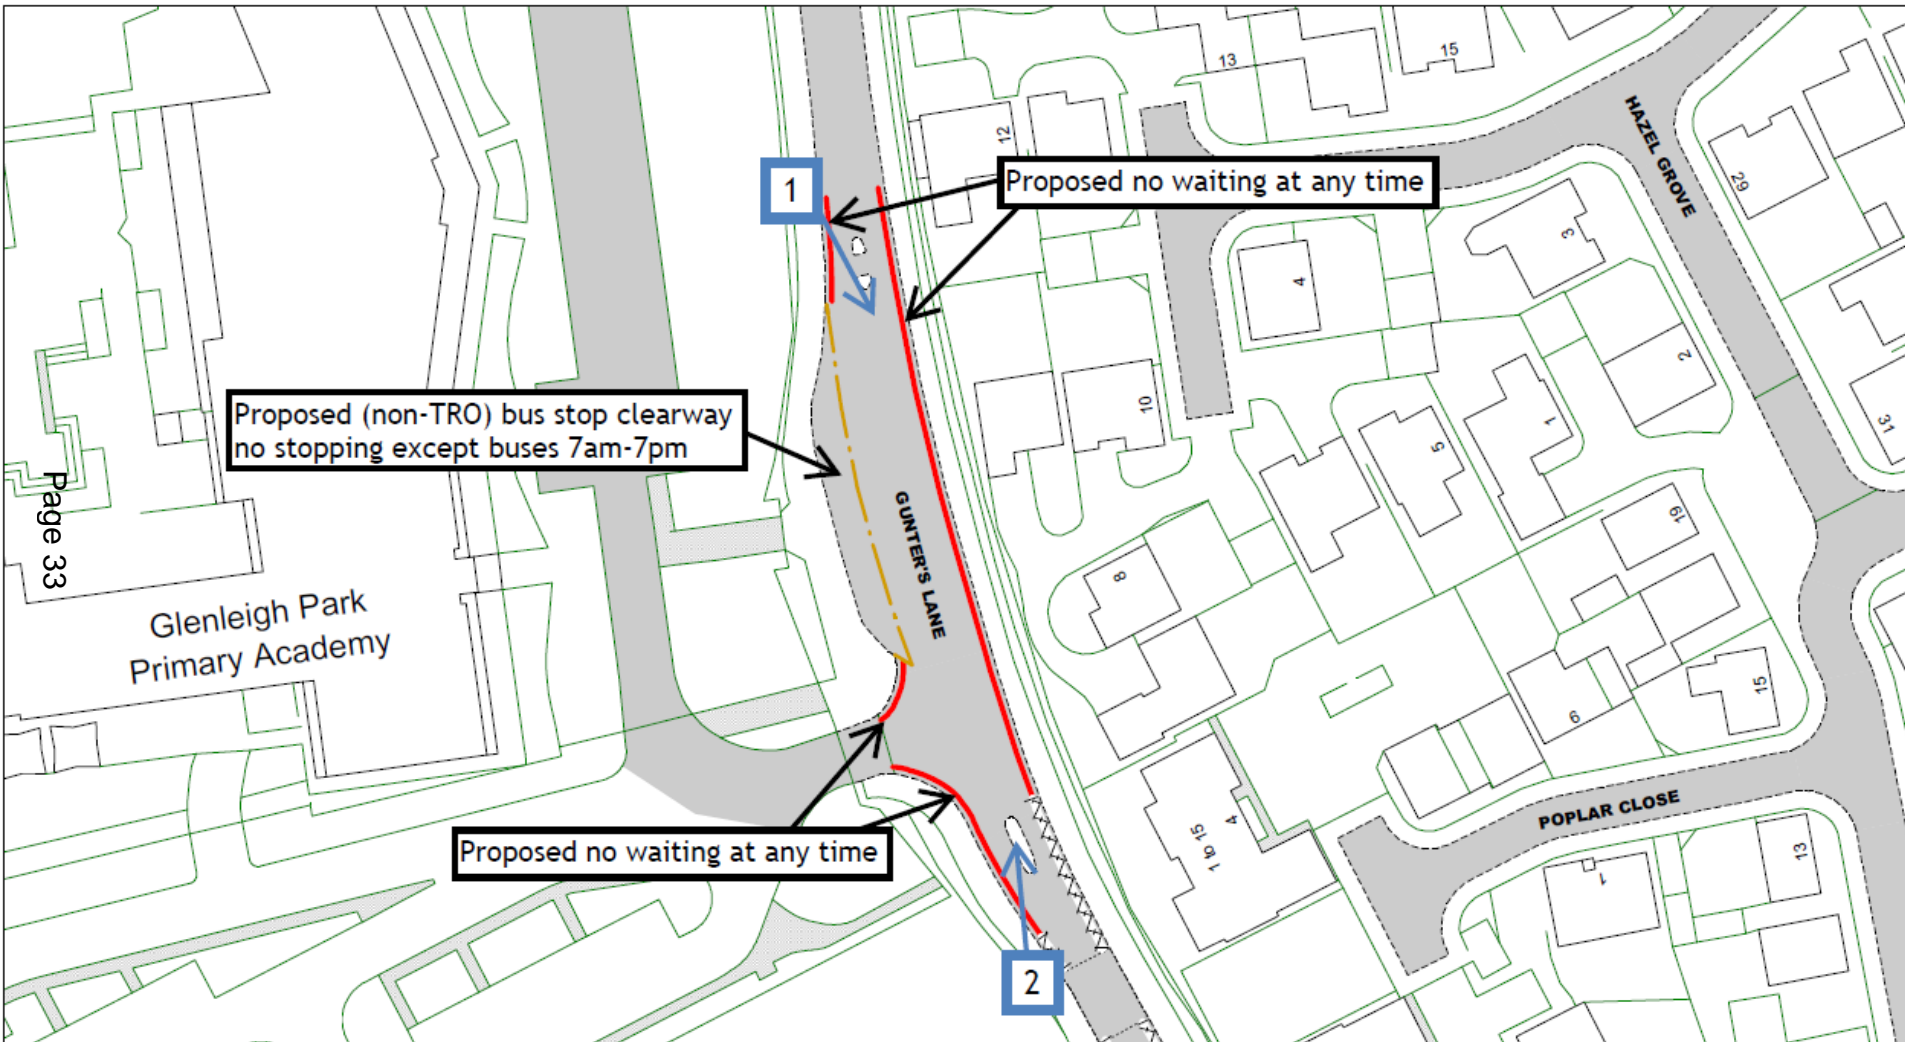 13
15
HAZEL GROVE
12
29
1
Proposed no waiting at any time
3
4
2
Proposed (non-TRO) bus stop clearway
no stopping except buses 7am-7pm
10
5
1
31
Page 33
GUNTER'S LANE
19
8
Glenleigh Park
Primary Academy
15
9
POPLAR CLOSE
4
1 to 15
Proposed no waiting at any time
13
1
2